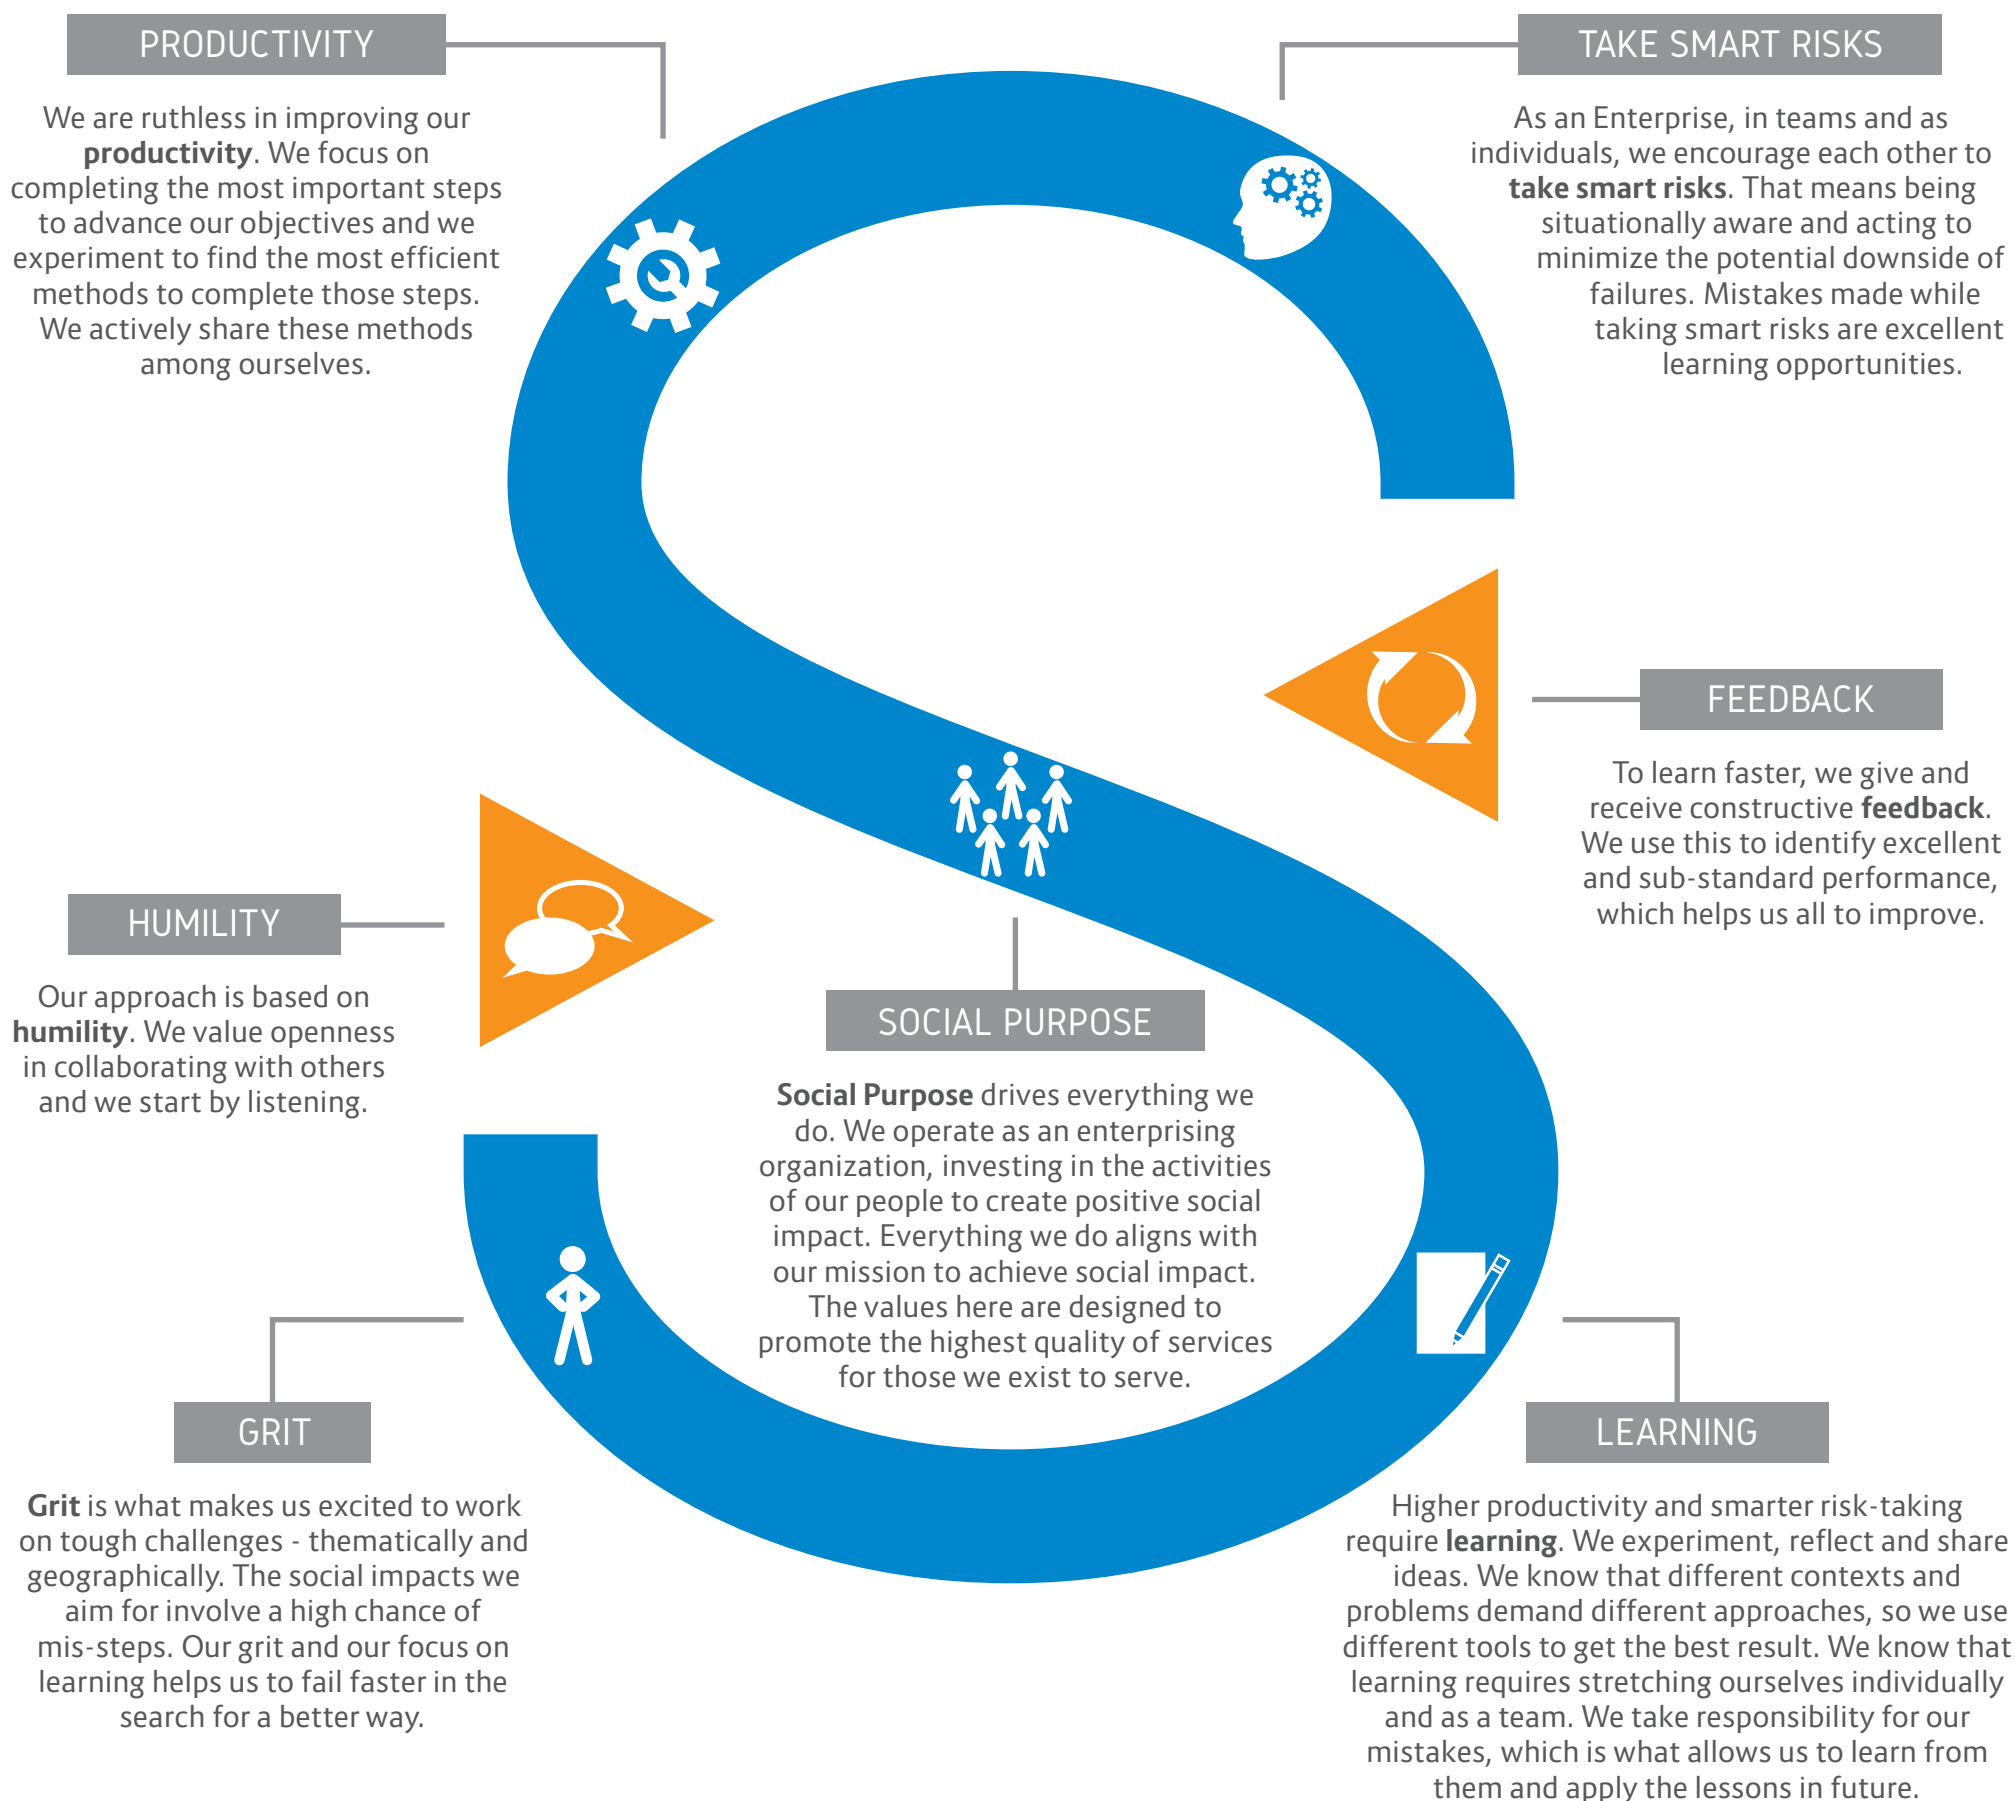 PRODUCTIVITY
We are ruthless in improving our
productivity. We focus on
completing the most important steps
to advance our objectives and we
experiment to find the most efficient
methods to complete those steps.
We actively share these methods
among ourselves.
TAKE SMART RISKS
As an Enterprise, in teams and as
individuals, we encourage each other to
take smart risks. That means being
situationally aware and acting to
minimize the potential downside of
failures. Mistakes made while
taking smart risks are excellent
learning opportunities.
FEEDBACK
To learn faster, we give and
receive constructive feedback.
We use this to identify excellent
and sub-standard performance,
which helps us all to improve.
HUMILITY
Our approach is based on
humility. We value openness
in collaborating with others
and we start by listening.
SOCIAL PURPOSE
Social Purpose drives everything we
do. We operate as an enterprising
organization, investing in the activities
of our people to create positive social
impact. Everything we do aligns with
our mission to achieve social impact.
The values here are designed to
promote the highest quality of services
for those we exist to serve.
GRIT
Grit is what makes us excited to work
on tough challenges - thematically and
geographically. The social impacts we
aim for involve a high chance of
mis-steps. Our grit and our focus on
learning helps us to fail faster in the
search for a better way.
LEARNING
Higher productivity and smarter risk-taking
require learning. We experiment, reflect and share
ideas. We know that different contexts and
problems demand different approaches, so we use
different tools to get the best result. We know that
learning requires stretching ourselves individually
and as a team. We take responsibility for our
mistakes, which is what allows us to learn from
them and apply the lessons in future.